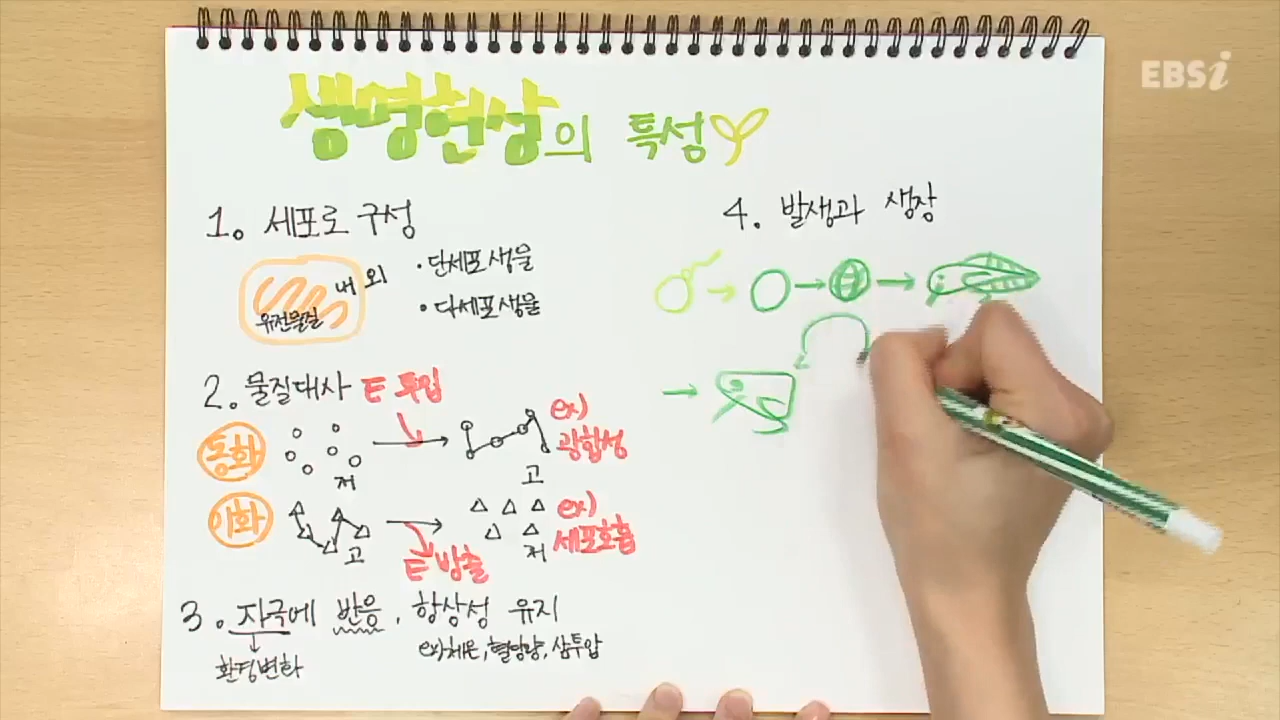 EBSi
생명현상의 특성
1. 세포로 구성
내 외
유전물질
· 단세포 생물
· 다세포 생물
2. 물질대사 E 투입
동화
저
고
ex)
광합성
이화
고
저
ex)
세포호흡
E 방출
3. 자극에 반응, 항상성 유지
환경변화
ex) 체온, 혈당량, 삼투압
4. 발생과 생장